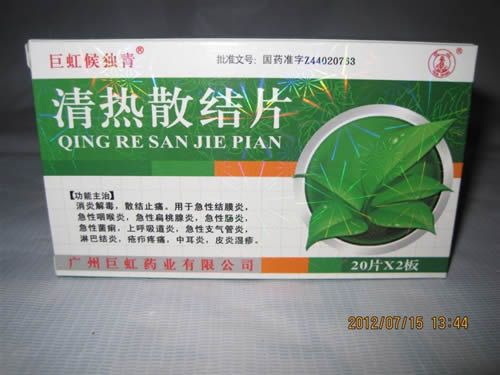 巨虹候独青®
批准文号:国药准字Z44020763
清热散结片
QING RE SAN JIE PIAN
【功能主治】
消炎解毒,散结止痛。用于急性结膜炎,
急性咽喉炎,急性扁桃腺炎,急性肠炎,
急性菌痢,上呼吸道炎,急性支气管炎,
淋巴结炎,疮疖疼痛,中耳炎,皮炎湿疹。
广州巨虹药业有限公司
20片X2板
2012/07/15 13:44